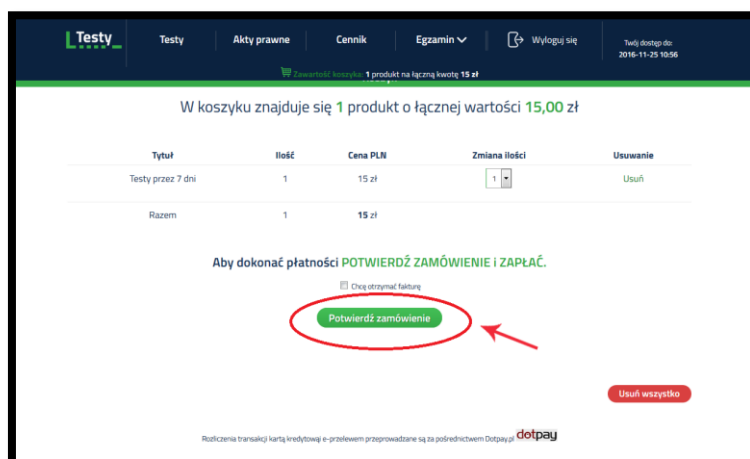 Testy
Testy Akty prawne Cennik Egzamin Wyloguj się Twój dostęp do:
2016-11-25 10:56
Zawartość koszyka: 1 produkt na łączną kwotę 15 zł
W koszyku znajduje się 1 produkt o łącznej wartości 15,00 zł
Tytuł Ilość Cena PLN Zmiana ilości Usuwanie
Testy przez 7 dni 1 15 zł 1 Usuń
Razem 1 15 zł
Aby dokonać płatności POTWIERDŹ ZAMÓWIENIE i ZAPŁAĆ.
Chcę otrzymać fakturę
Potwierdź zamówienie
Usuń wszystko
Rozliczenia transakcji kartą kredytową i e-przelewem przeprowadzane są za pośrednictwem Dotpay.pl dotpay